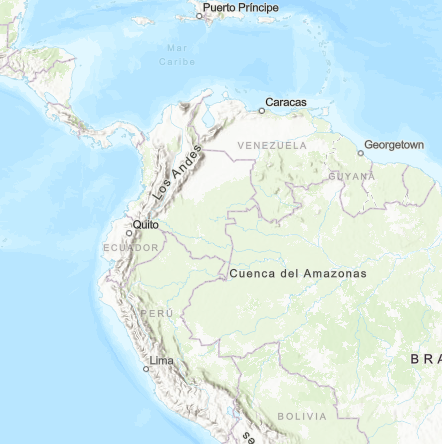 Puerto Príncipe
Mar
Caribe
Caracas
VENEZUELA
Georgetown
GUYANA
Los Andes
Quito
ECUADOR
Cuenca del Amazonas
PERÚ
BRA
Lima
BOLIVIA
es